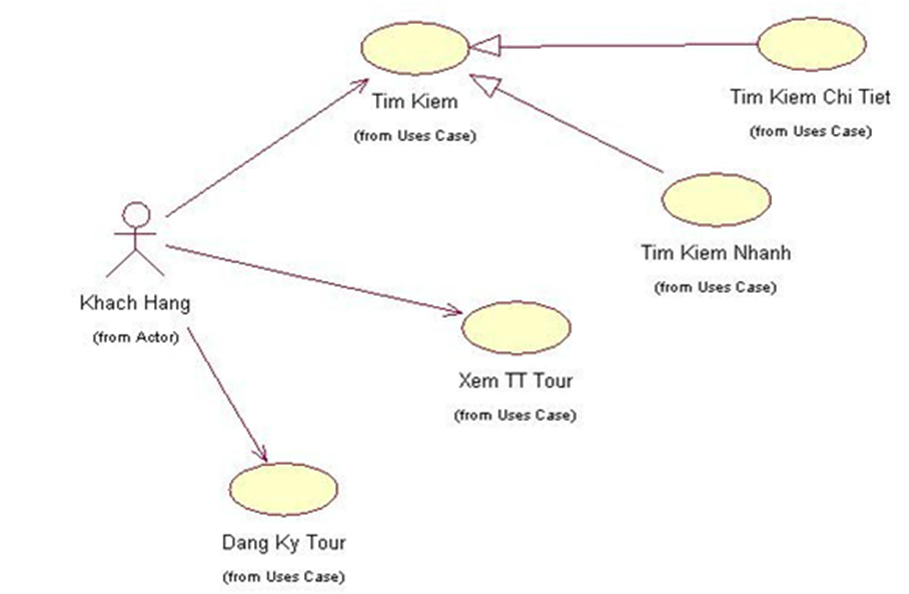 Tim Kiem
(from Uses Case)
Tim Kiem Chi Tiet
(from Uses Case)
Tim Kiem Nhanh
(from Uses Case)
Khach Hang
(from Actor)
Xem TT Tour
(from Uses Case)
Dang Ky Tour
(from Uses Case)